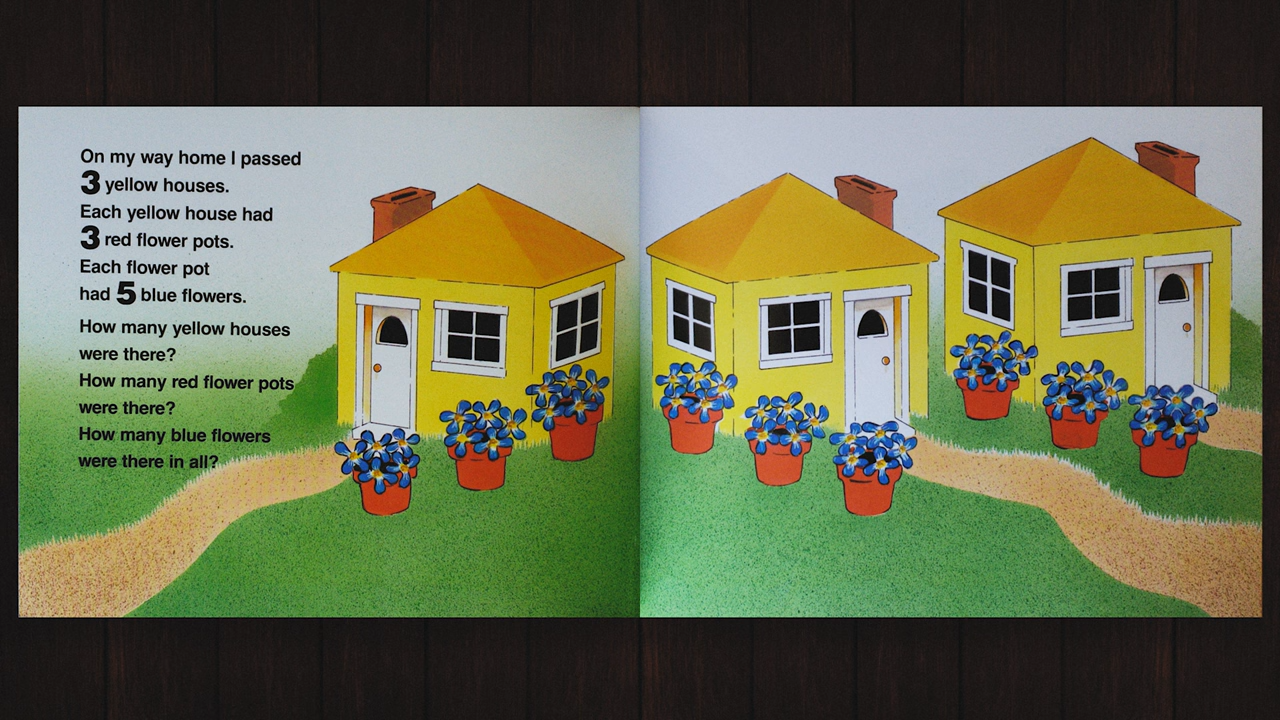 On my way home I passed
3 yellow houses.
Each yellow house had
3 red flower pots.
Each flower pot
had 5 blue flowers.
How many yellow houses
were there?
How many red flower pots
were there?
How many blue flowers
were there in all?